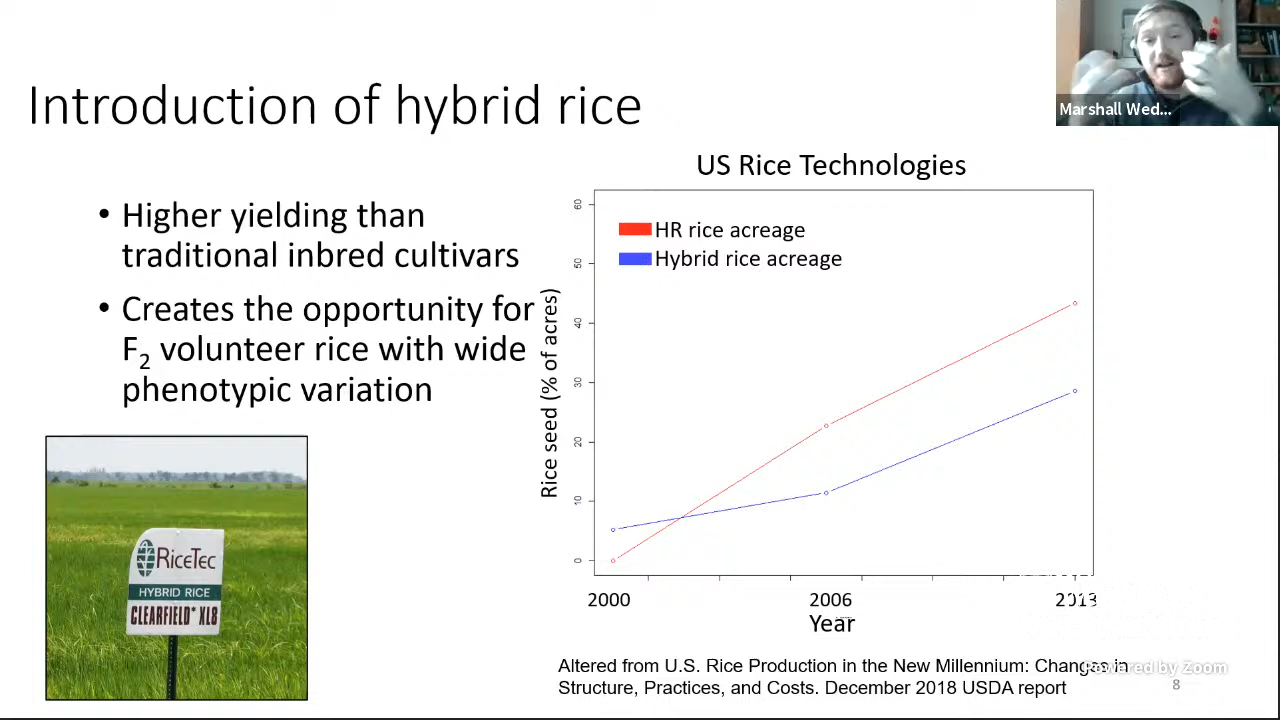 Marshall Wed...
Introduction of hybrid rice
• Higher yielding than
traditional inbred cultivars
• Creates the opportunity for
F2 volunteer rice with wide
phenotypic variation
RiceTec
HYBRID RICE
CLEARFIELD* XL8
US Rice Technologies
HR rice acreage
Hybrid rice acreage
Rice seed (% of acres)
60
50
40
30
20
10
0
2000 2006 2013
Year
Altered from U.S. Rice Production in the New Millennium: Changes in
Structure, Practices, and Costs. December 2018 USDA report
Powered by Zoom
8